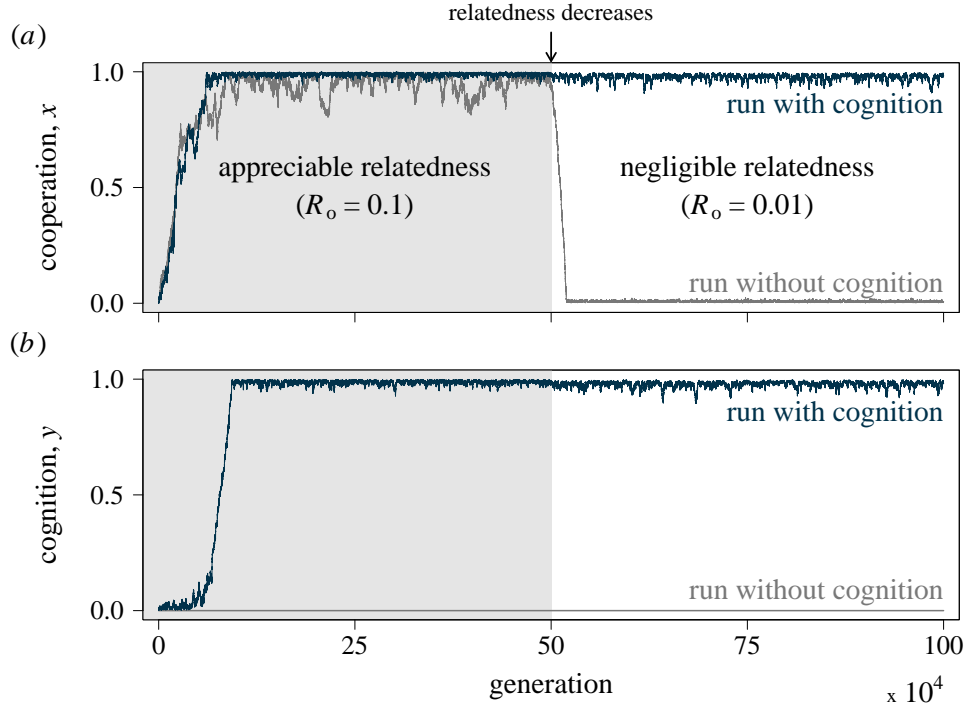 relatedness decreases
(a)
1.0
0.5
0.0
cooperation, x
run with cognition
appreciable relatedness
(Ro = 0.1)
negligible relatedness
(Ro = 0.01)
run without cognition
(b)
1.0
0.5
0.0
cognition, y
run with cognition
run without cognition
0 25 50 75 100
generation
x 10^4